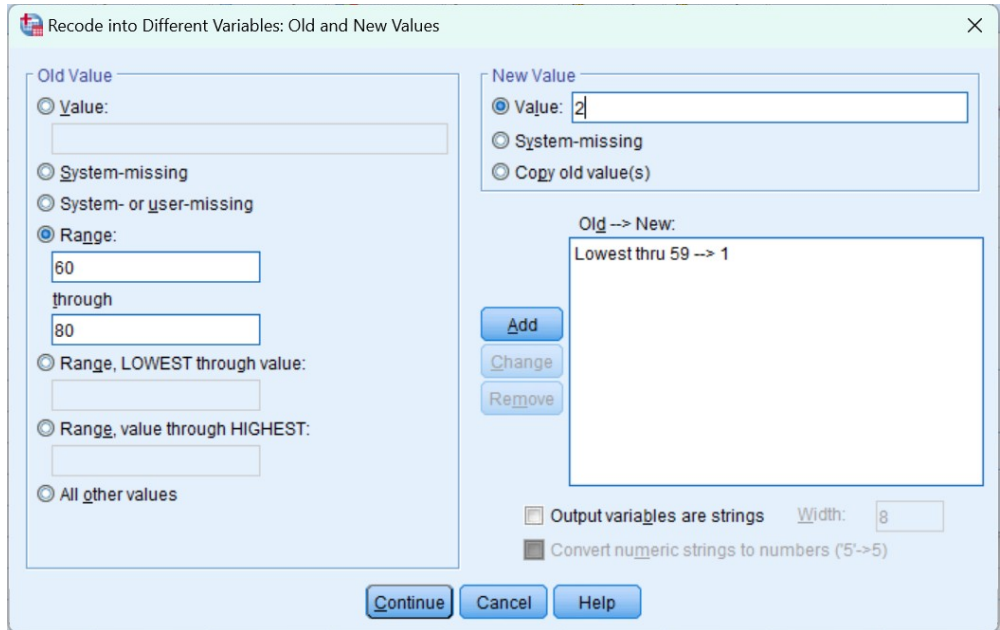 Recode into Different Variables: Old and New Values
Old Value
Value:
System-missing
System- or user-missing
Range:
60
through
80
Range, LOWEST through value:
Range, value through HIGHEST:
All other values
New Value
Value: 2
System-missing
Copy old value(s)
Old --> New:
Lowest thru 59 --> 1
Add
Change
Remove
Output variables are strings Width: 8
Convert numeric strings to numbers ('5'->5)
Continue Cancel Help